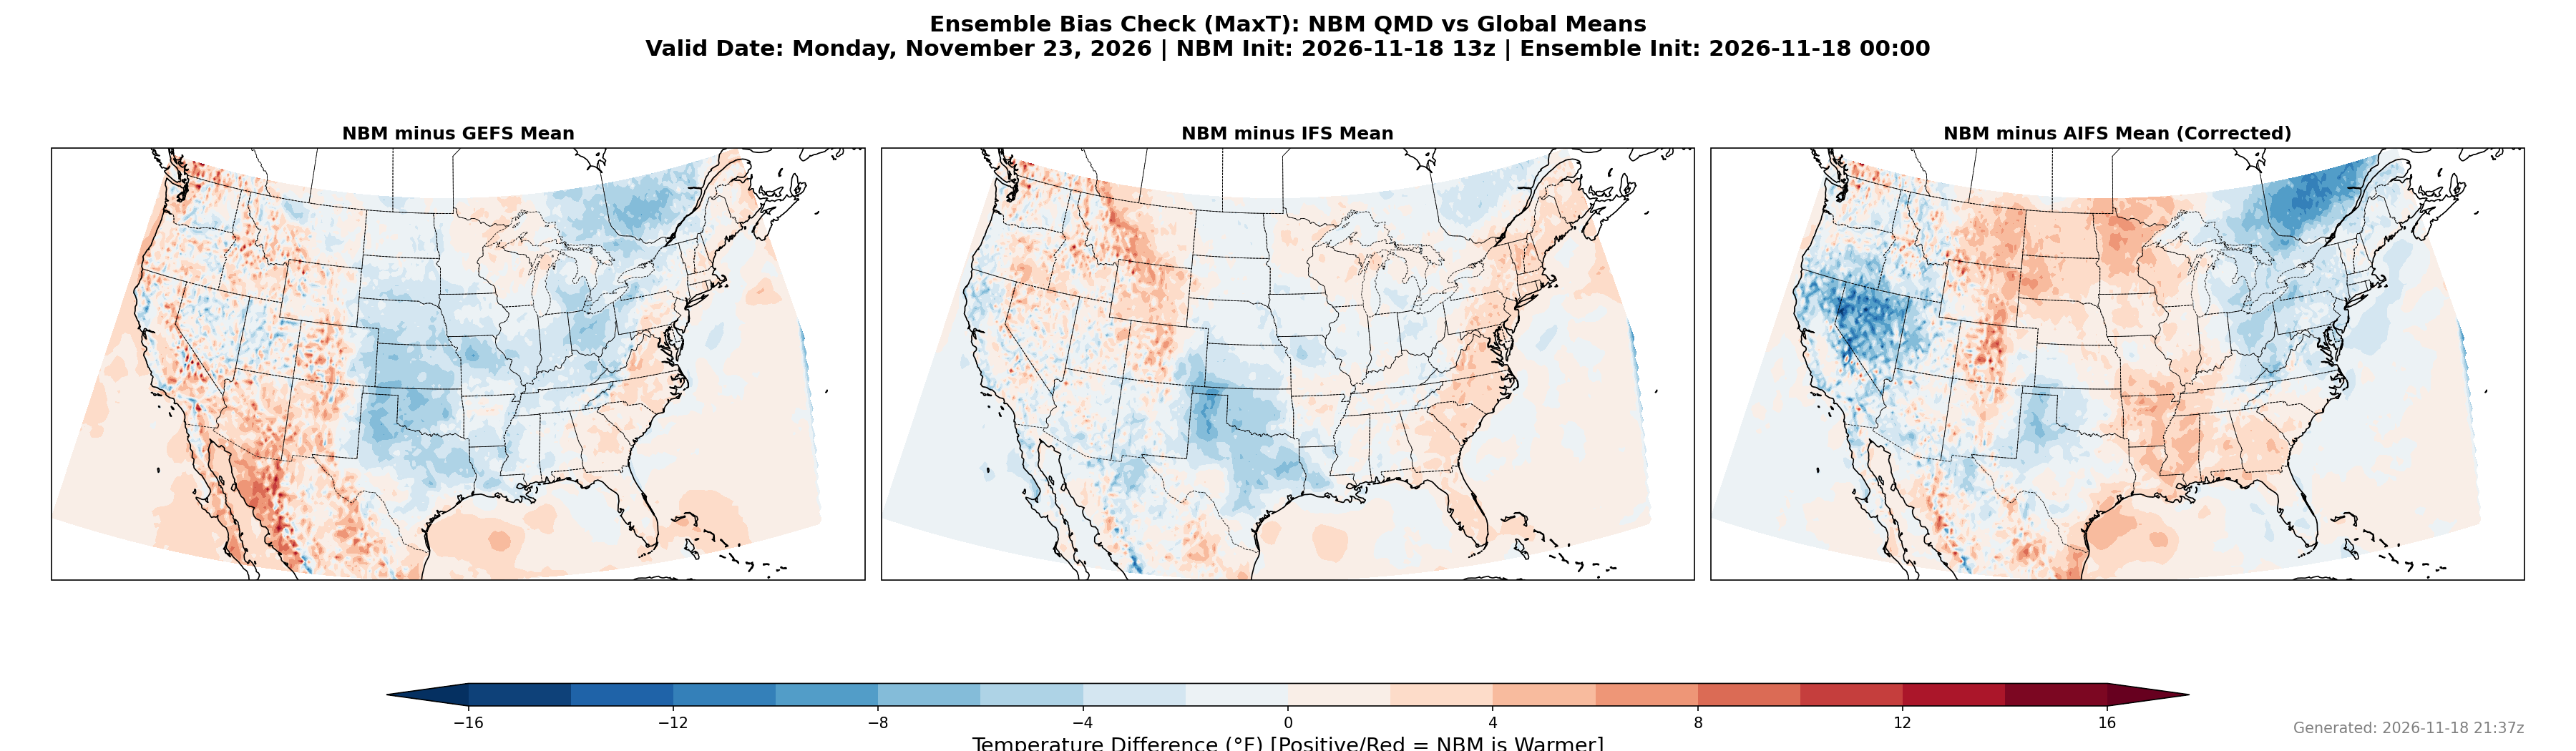 Ensemble Bias Check (MaxT): NBM QMD vs Global Means
Valid Date: Monday, November 23, 2026 | NBM Init: 2026-11-18 13z | Ensemble Init: 2026-11-18 00:00
NBM minus GEFS Mean
NBM minus IFS Mean
NBM minus AIFS Mean (Corrected)
−16 −12 −8 −4 0 4 8 12 16
Generated: 2026-11-18 21:37z
Temperature Difference (°F) [Positive/Red = NBM is Warmer]